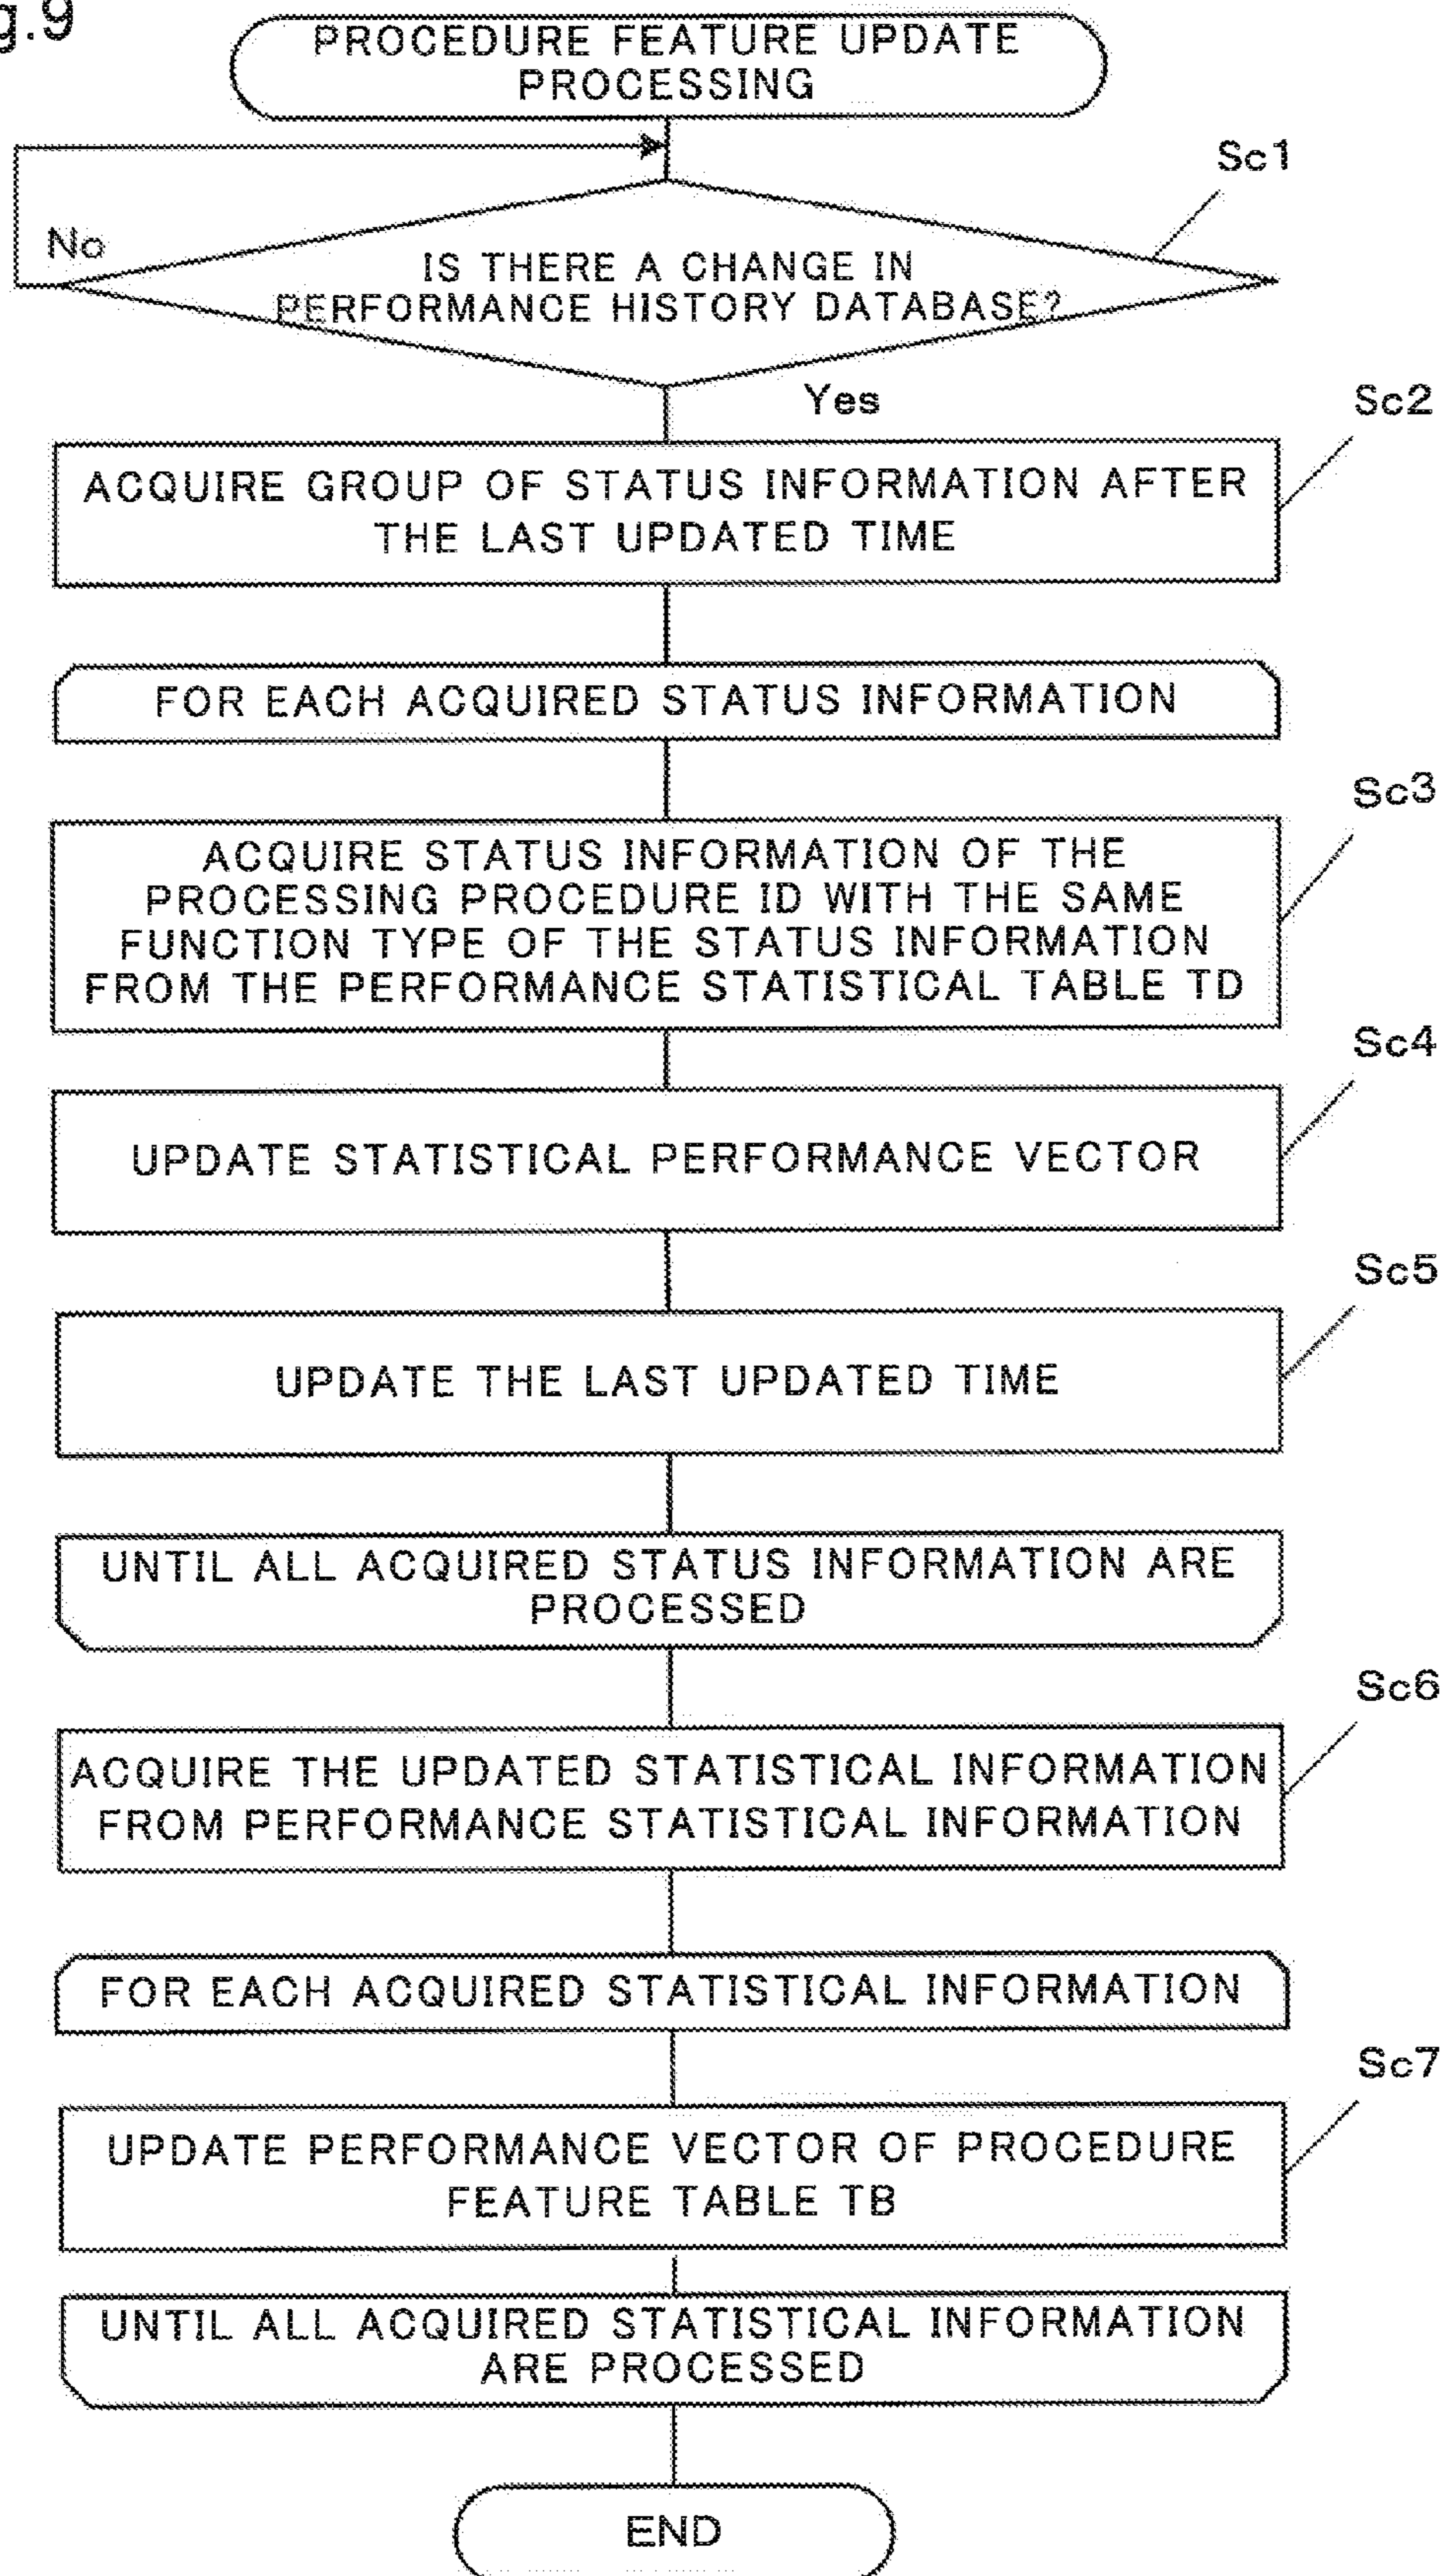 g.9
PROCEDURE FEATURE UPDATE
PROCESSING
Sc1
No
IS THERE A CHANGE IN
PERFORMANCE HISTORY DATABASE?
Yes
Sc2
ACQUIRE GROUP OF STATUS INFORMATION AFTER
THE LAST UPDATED TIME
FOR EACH ACQUIRED STATUS INFORMATION
Sc3
ACQUIRE STATUS INFORMATION OF THE
PROCESSING PROCEDURE ID WITH THE SAME
FUNCTION TYPE OF THE STATUS INFORMATION
FROM THE PERFORMANCE STATISTICAL TABLE TD
Sc4
UPDATE STATISTICAL PERFORMANCE VECTOR
Sc5
UPDATE THE LAST UPDATED TIME
UNTIL ALL ACQUIRED STATUS INFORMATION ARE
PROCESSED
Sc6
ACQUIRE THE UPDATED STATISTICAL INFORMATION
FROM PERFORMANCE STATISTICAL INFORMATION
FOR EACH ACQUIRED STATISTICAL INFORMATION
Sc7
UPDATE PERFORMANCE VECTOR OF PROCEDURE
FEATURE TABLE TB
UNTIL ALL ACQUIRED STATISTICAL INFORMATION
ARE PROCESSED
END